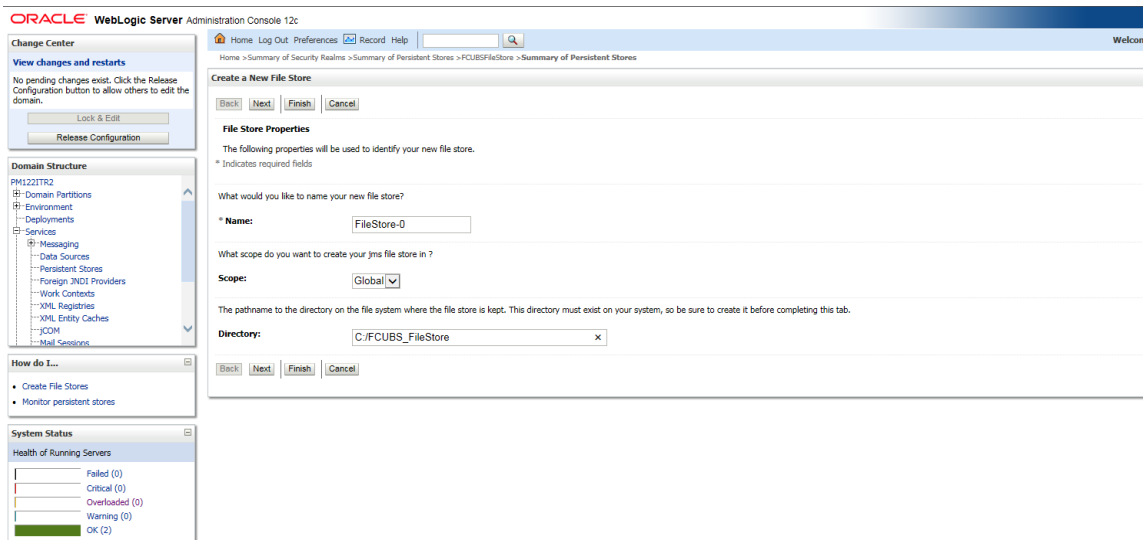 ORACLE WebLogic Server Administration Console 12c
Change Center
View changes and restarts
No pending changes exist. Click the Release
Configuration button to allow others to edit the
domain.
Lock & Edit
Release Configuration
Domain Structure
PM122ITR2
Domain Partitions
Environment
Deployments
Services
Messaging
Data Sources
Persistent Stores
Foreign JNDI Providers
Work Contexts
XML Registries
XML Entity Caches
jCOM
Mail Sessions
How do I...
Create File Stores
Monitor persistent stores
System Status
Health of Running Servers
Failed (0)
Critical (0)
Overloaded (0)
Warning (0)
OK (2)
Home Log Out Preferences Record Help
Welcom
Home >Summary of Security Realms >Summary of Persistent Stores >FCUBSFileStore >Summary of Persistent Stores
Create a New File Store
Back Next Finish Cancel
File Store Properties
The following properties will be used to identify your new file store.
* Indicates required fields
What would you like to name your new file store?
* Name: FileStore-0
What scope do you want to create your jms file store in ?
Scope: Global
The pathname to the directory on the file system where the file store is kept. This directory must exist on your system, so be sure to create it before completing this tab.
Directory: C:/FCUBS_FileStore ×
Back Next Finish Cancel